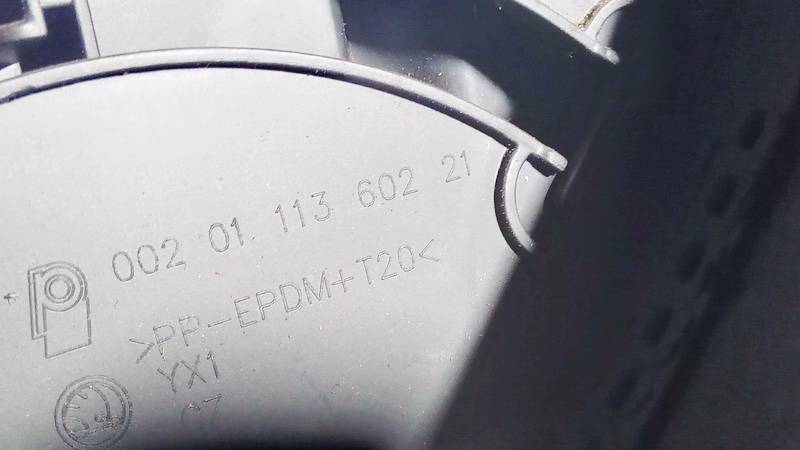 002 01 113 602 21
>PP-EPDM+T20<
YX1